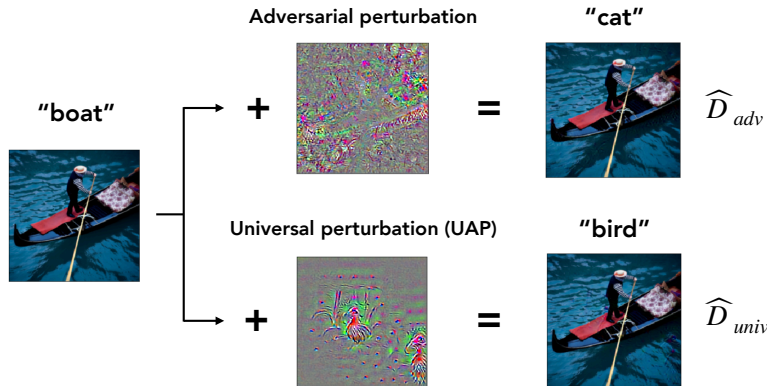 Adversarial perturbation
"cat"
"boat"
+
=
D̂ adv
Universal perturbation (UAP)
"bird"
+
=
D̂ univ